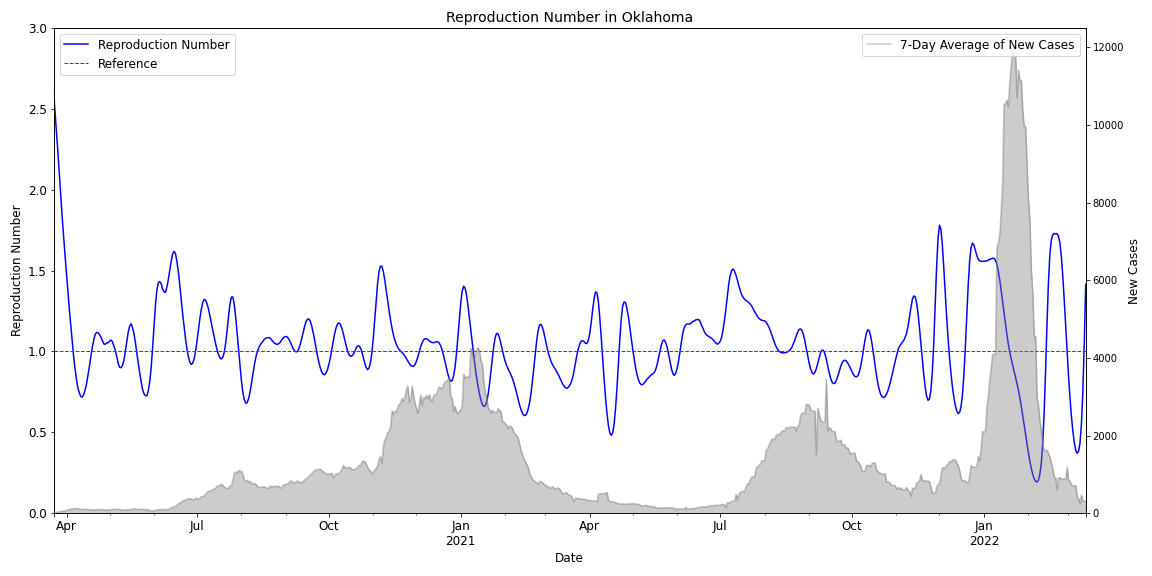 Reproduction Number in Oklahoma
Reproduction Number
Reference
7-Day Average of New Cases
3.0
2.5
2.0
1.5
1.0
0.5
0.0
Reproduction Number
12000
10000
8000
6000
4000
2000
0
New Cases
Apr
Jul
Oct
Jan
2021
Apr
Jul
Oct
Jan
2022
Date